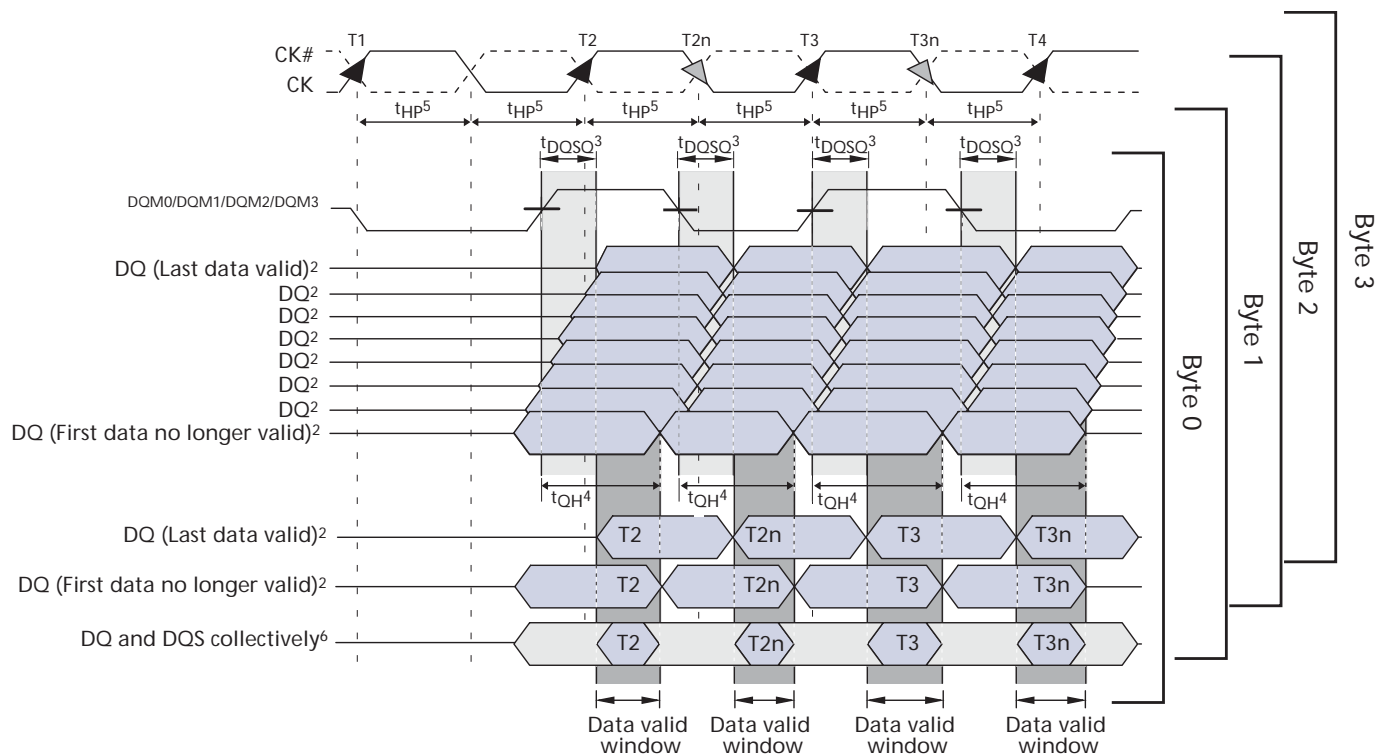 T1 T2 T2n T3 T3n T4
CK#
CK
tHP5 tHP5 tHP5 tHP5 tHP5 tHP5
tDQSQ3 tDQSQ3 tDQSQ3 tDQSQ3
DQM0/DQM1/DQM2/DQM3
DQ (Last data valid)2
DQ2
DQ2
DQ2
DQ2
DQ2
DQ2
DQ (First data no longer valid)2
tQH4 tQH4 tQH4 tQH4
DQ (Last data valid)2 T2 T2n T3 T3n
DQ (First data no longer valid)2 T2 T2n T3 T3n
DQ and DQS collectively6 T2 T2n T3 T3n
Data valid window
Data valid window
Data valid window
Data valid window
Byte 0
Byte 1
Byte 2
Byte 3